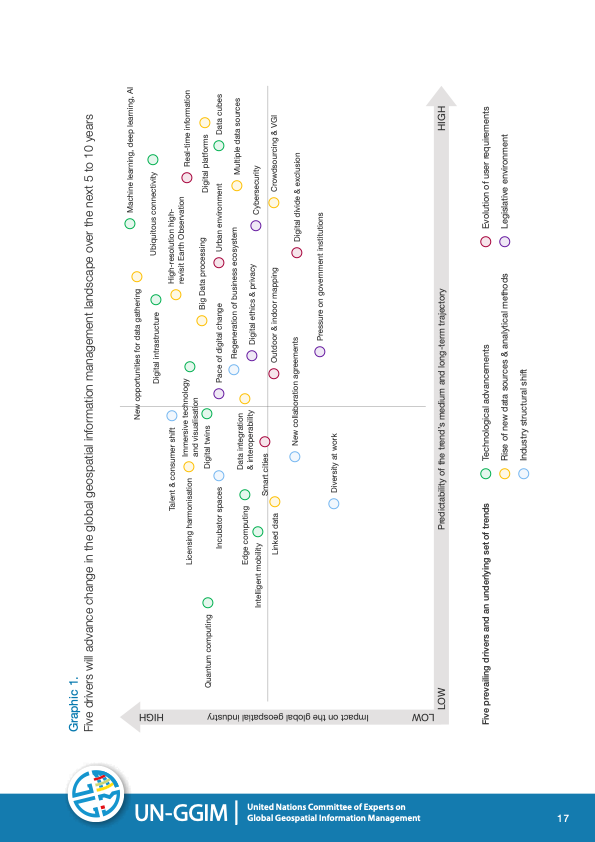 Graphic 1.
Five drivers will advance change in the global geospatial information management landscape over the next 5 to 10 years
HIGH
Impact on the global geospatial industry
LOW
Machine learning, deep learning, AI
New opportunities for data gathering
Ubiquitous connectivity
Digital intrastructure
High-resolution high-
revisit Earth Observation
Talent & consumer shift
Real-time information
Immersive technology
and visualisation
Licensing harmonisation
Digital platforms
Big Data processing
Digital twins
Quantum computing
Data cubes
Urban environment
Pace of digital change
Incubator spaces
Multiple data sources
Regeneration of business ecosystem
Data integration
& interoperability
Edge computing
Cybersecurity
Digital ethics & privacy
Smart cities
Intelligent mobility
Crowdsourcing & VGI
Outdoor & indoor mapping
Linked data
Digital divide & exclusion
New collaboration agreements
Pressure on government institutions
Diversity at work
LOW
Predictability of the trend's medium and long-term trajectory
HIGH
Five prevailing drivers and an underlying set of trends
Technological advancements
Rise of new data sources & analytical methods
Industry structural shift
Evolution of user requirements
Legislative environment
UN-GGIM
United Nations Committee of Experts on
Global Geospatial Information Management
17